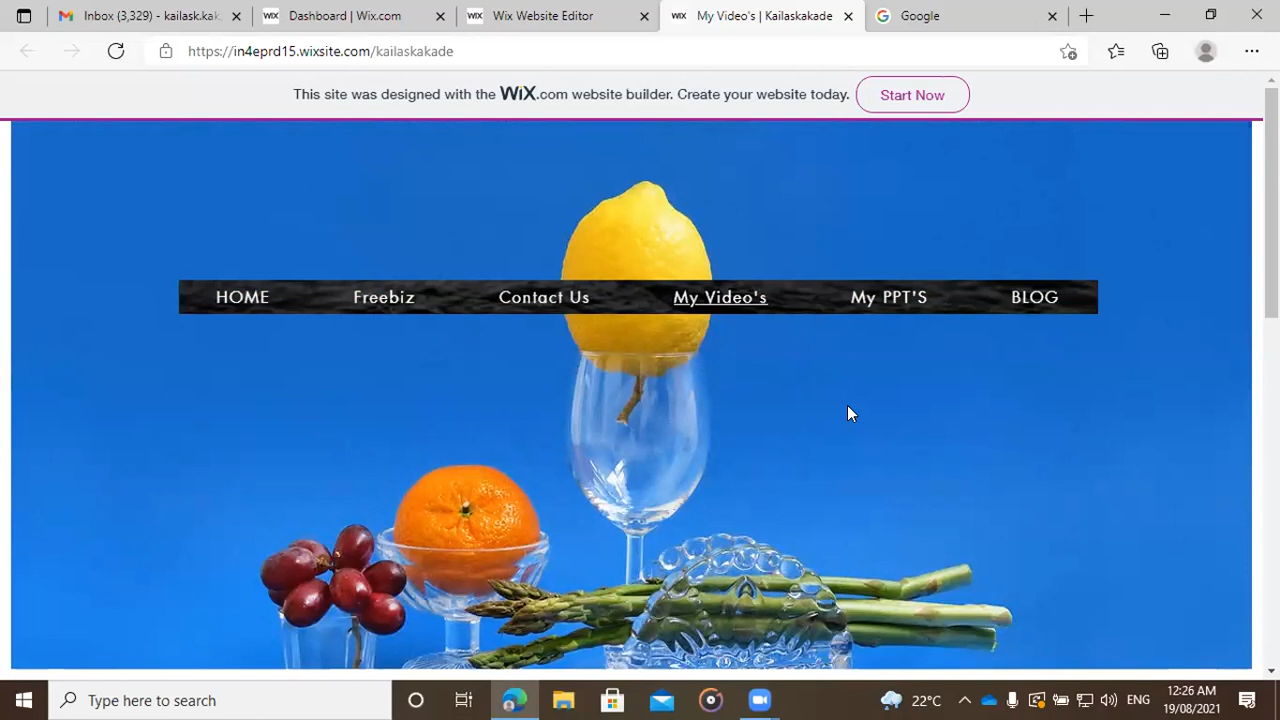 Inbox (3,329) - kailask.kak
Dashboard | Wix.com
Wix Website Editor
My Video's | Kailaskakade
Google
https://in4eprd15.wixsite.com/kailaskakade
This site was designed with the WiX.com website builder. Create your website today. Start Now
HOME Freebiz Contact Us My Video's My PPT'S BLOG
Type here to search
22°C
ENG
12:26 AM
19/08/2021